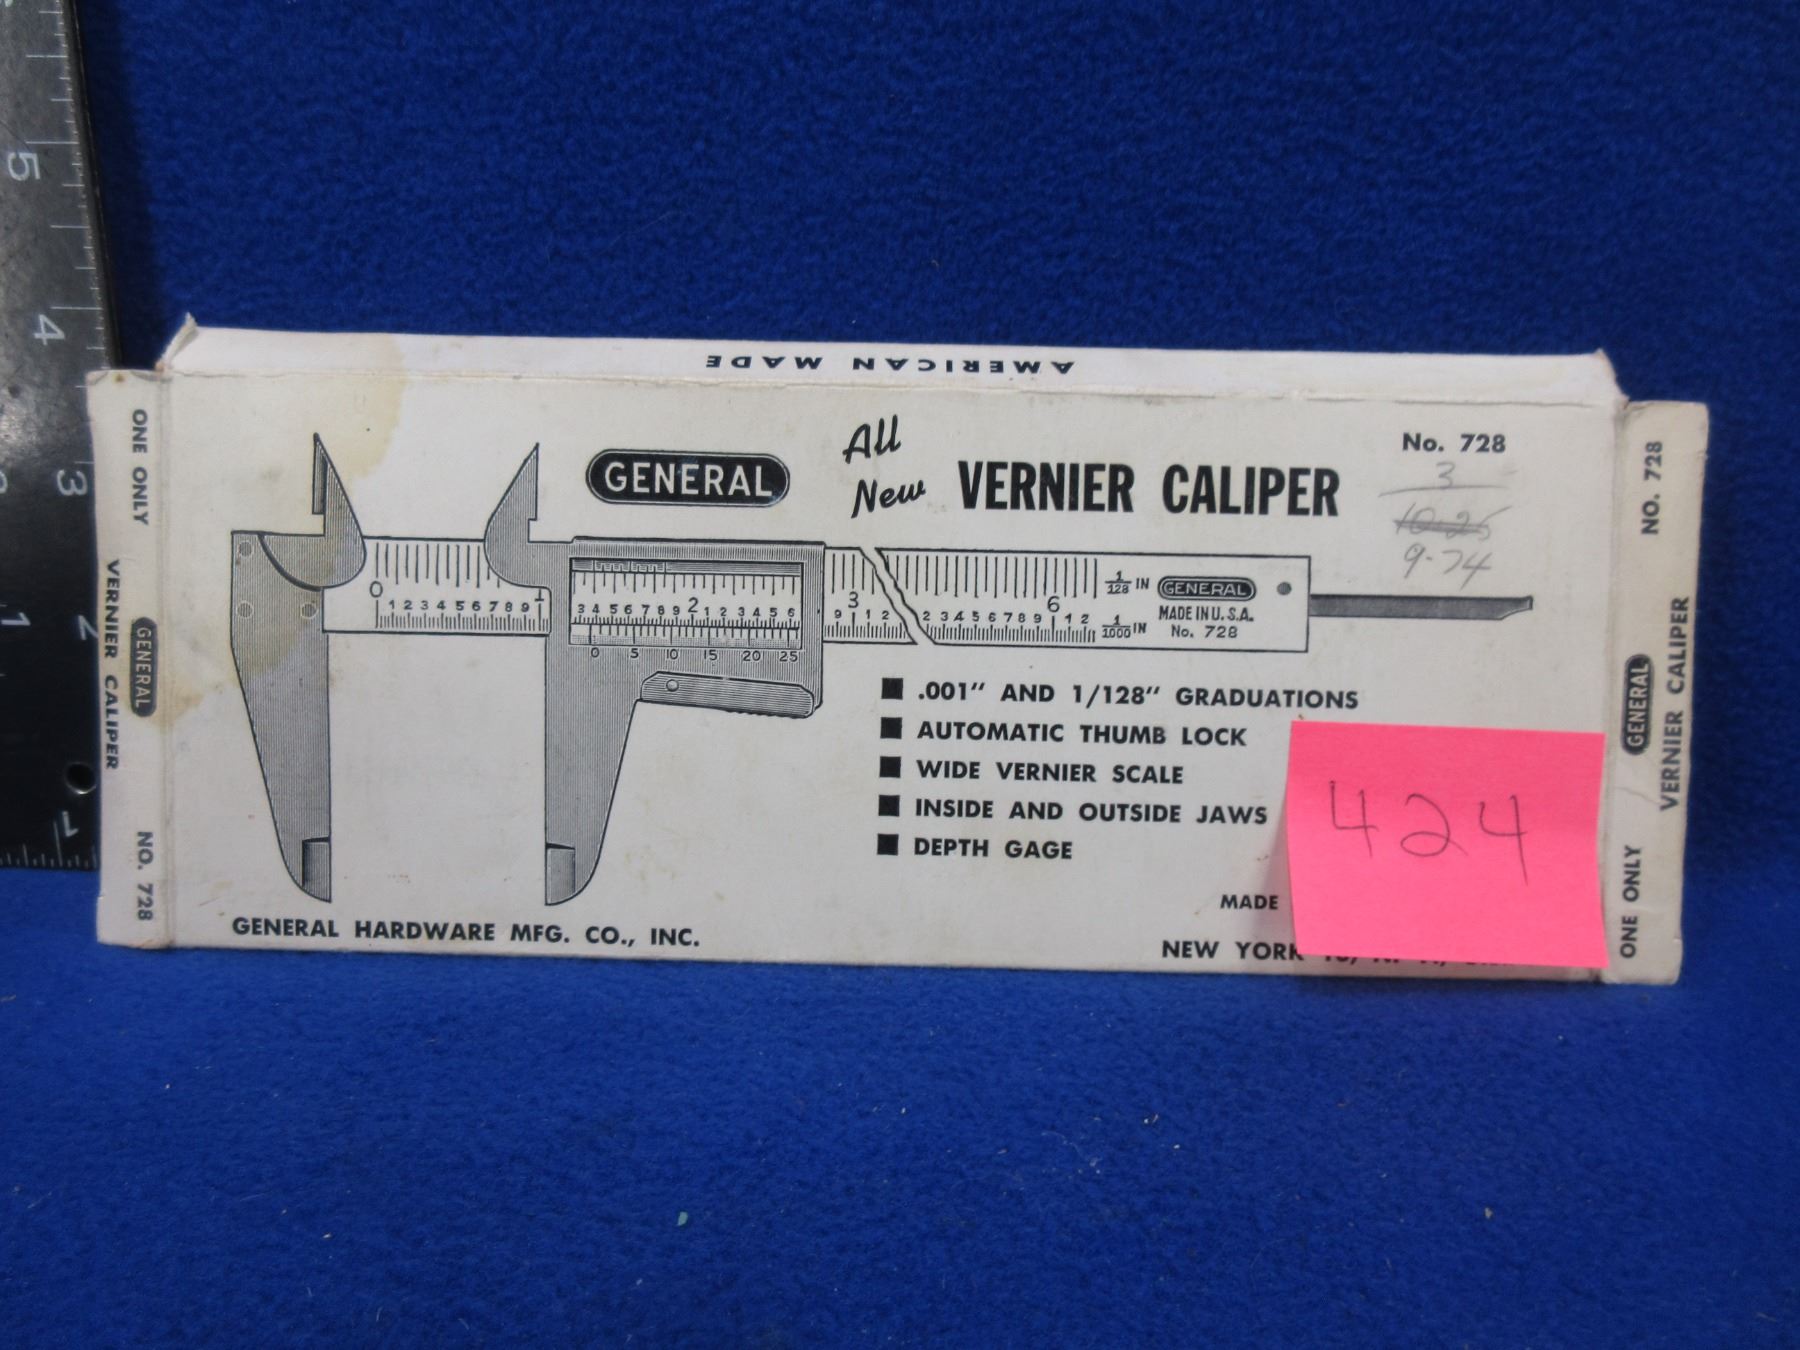 AMERICAN MADE
ONE ONLY
VERNIER CALIPER
GENERAL
NO. 728
GENERAL
All New VERNIER CALIPER
No. 728
3
9-74
0
1 2 3 4 5 6 7 8 9 1
3 4 5 6 7 8 9 2 1 2 3 4 5 6
0 5 10 15 20 25
9 3 1 2
2 3 4 5 6 7 8 9 6 1 2
1/128 IN
1/1000 IN
GENERAL
MADE IN U.S.A.
No. 728
.001" AND 1/128" GRADUATIONS
AUTOMATIC THUMB LOCK
WIDE VERNIER SCALE
INSIDE AND OUTSIDE JAWS
DEPTH GAGE
424
MADE
GENERAL HARDWARE MFG. CO., INC.
NEW YORK
NO. 728
GENERAL
VERNIER CALIPER
ONE ONLY
5
4
3
2
1